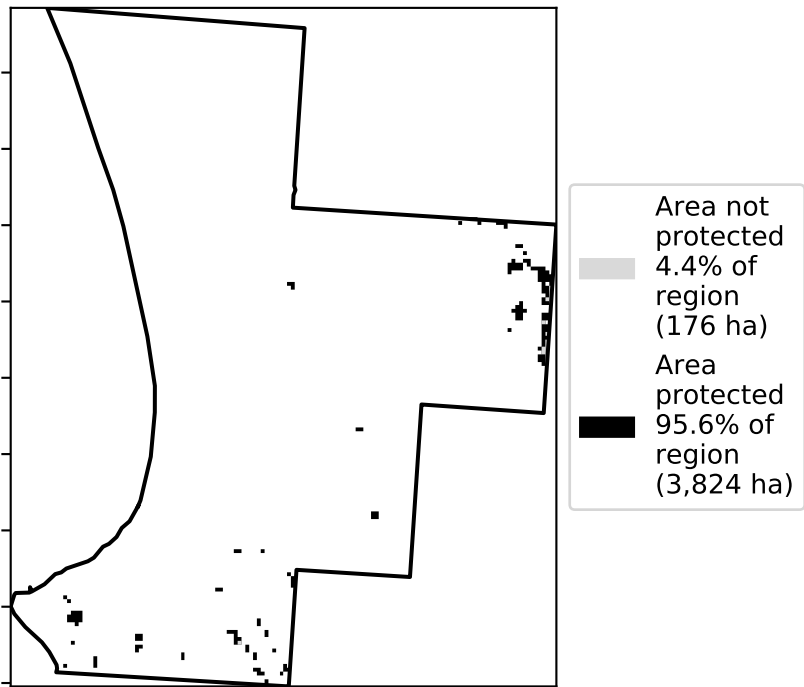 Area not
protected
4.4% of
region
(176 ha)
Area
protected
95.6% of
region
(3,824 ha)